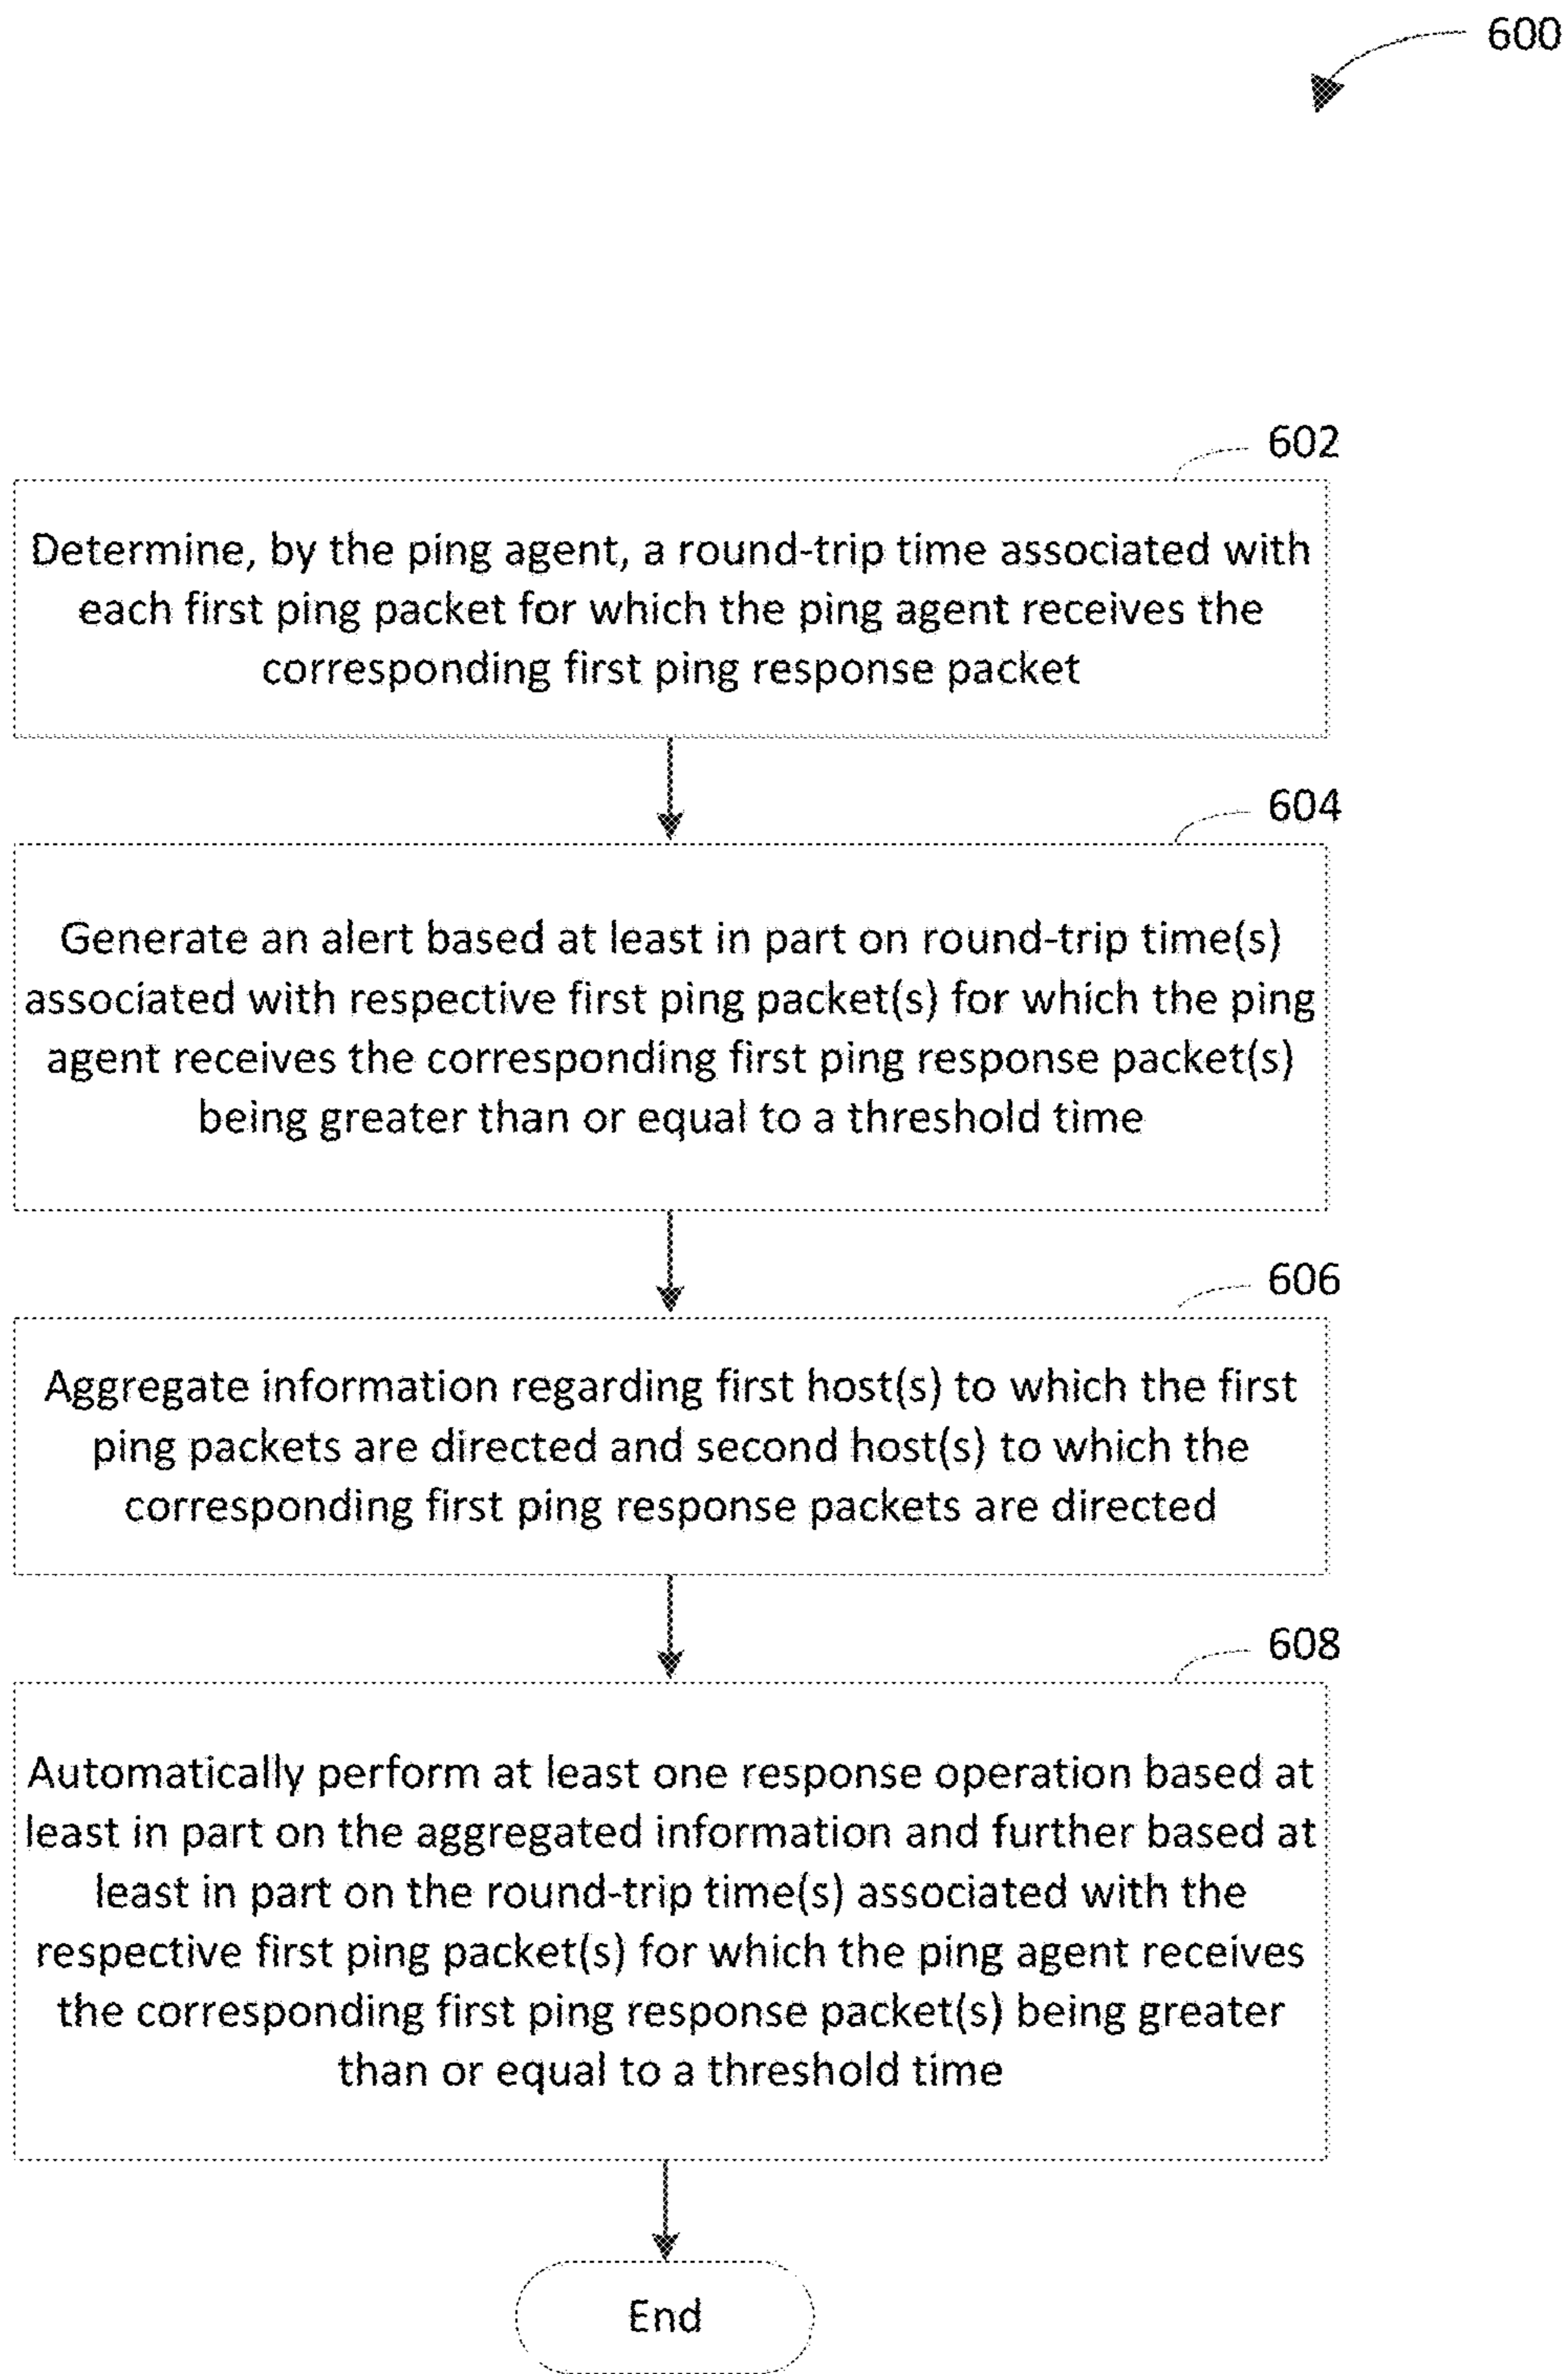 600
602
Determine, by the ping agent, a round-trip time associated with
each first ping packet for which the ping agent receives the
corresponding first ping response packet
604
Generate an alert based at least in part on round-trip time(s)
associated with respective first ping packet(s) for which the ping
agent receives the corresponding first ping response packet(s)
being greater than or equal to a threshold time
606
Aggregate information regarding first host(s) to which the first
ping packets are directed and second host(s) to which the
corresponding first ping response packets are directed
608
Automatically perform at least one response operation based at
least in part on the aggregated information and further based at
least in part on the round-trip time(s) associated with the
respective first ping packet(s) for which the ping agent receives
the corresponding first ping response packet(s) being greater
than or equal to a threshold time
End